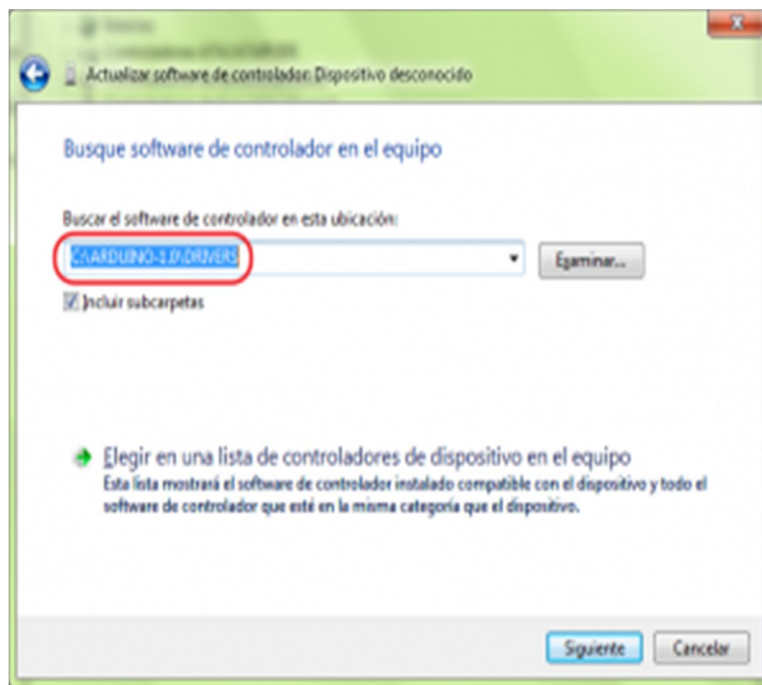 Actualizar software de controlador: Dispositivo desconocido
Busque software de controlador en el equipo
Buscar el software de controlador en esta ubicación:
C:\ARDUINO-1.0\DRIVERS
Examinar...
Incluir subcarpetas
Elegir en una lista de controladores de dispositivo en el equipo
Esta lista mostrará el software de controlador instalado compatible con el dispositivo y todo el
software de controlador que esté en la misma categoría que el dispositivo.
Siguiente
Cancelar